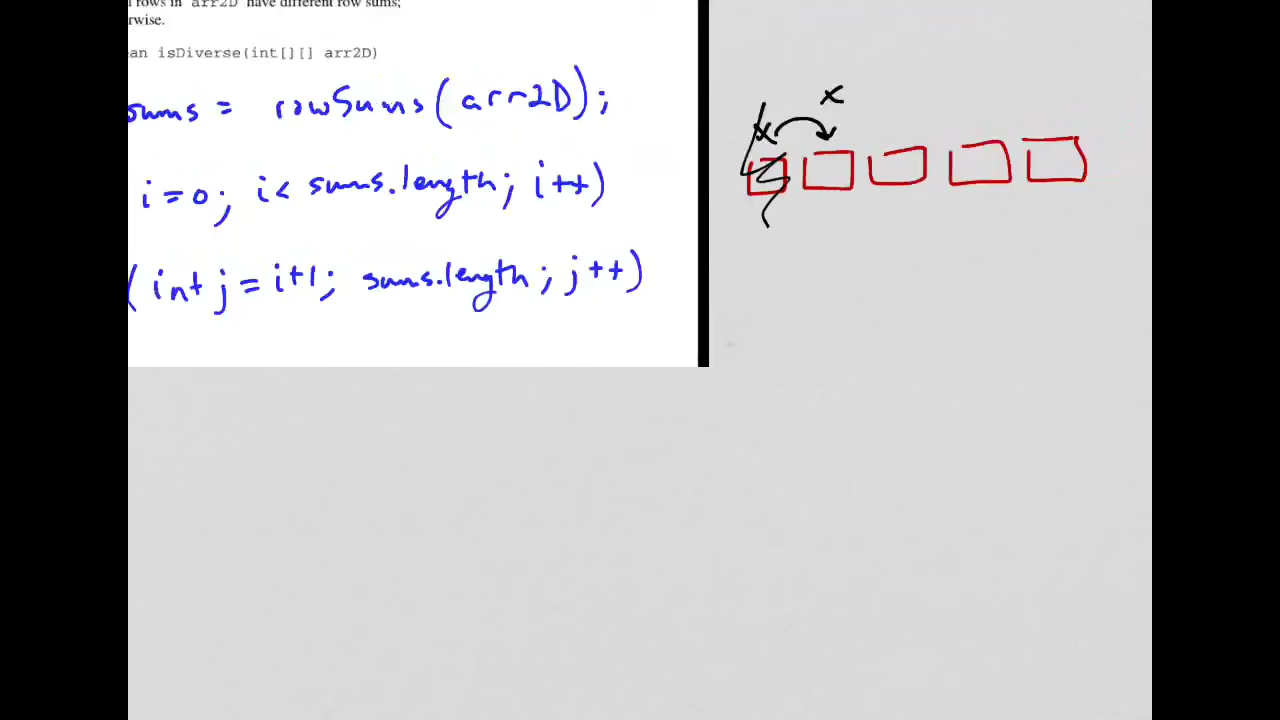 rows in arr2D have different row sums;
rwise.
an isDiverse(int[][] arr2D)
sums = rowSums(arr2D);
i=0; i< sums.length; i++)
(int j = i+1; sums.length; j++)
x
x